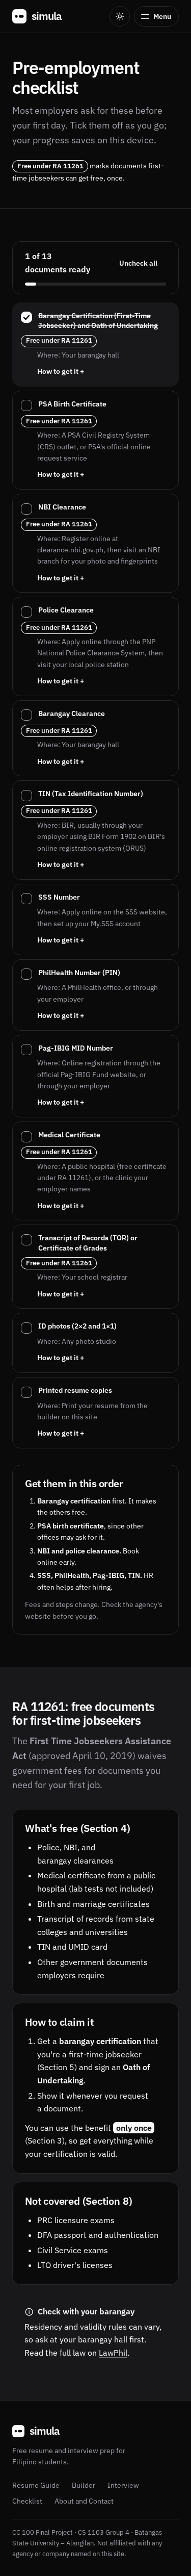 simula
Menu
Pre-employment
checklist
Most employers ask for these before
your first day. Tick them off as you go;
your progress saves on this device.
Free under RA 11261 marks documents first-
time jobseekers can get free, once.
1 of 13
documents ready
Uncheck all
Barangay Certification (First-Time
Jobseeker) and Oath of Undertaking
Free under RA 11261
Where: Your barangay hall
How to get it +
PSA Birth Certificate
Free under RA 11261
Where: A PSA Civil Registry System
(CRS) outlet, or PSA's official online
request service
How to get it +
NBI Clearance
Free under RA 11261
Where: Register online at
clearance.nbi.gov.ph, then visit an NBI
branch for your photo and fingerprints
How to get it +
Police Clearance
Free under RA 11261
Where: Apply online through the PNP
National Police Clearance System, then
visit your local police station
How to get it +
Barangay Clearance
Free under RA 11261
Where: Your barangay hall
How to get it +
TIN (Tax Identification Number)
Free under RA 11261
Where: BIR, usually through your
employer using BIR Form 1902 on BIR's
online registration system (ORUS)
How to get it +
SSS Number
Where: Apply online on the SSS website,
then set up your My.SSS account
How to get it +
PhilHealth Number (PIN)
Where: A PhilHealth office, or through
your employer
How to get it +
Pag-IBIG MID Number
Where: Online registration through the
official Pag-IBIG Fund website, or
through your employer
How to get it +
Medical Certificate
Free under RA 11261
Where: A public hospital (free certificate
under RA 11261), or the clinic your
employer names
How to get it +
Transcript of Records (TOR) or
Certificate of Grades
Free under RA 11261
Where: Your school registrar
How to get it +
ID photos (2×2 and 1×1)
Where: Any photo studio
How to get it +
Printed resume copies
Where: Print your resume from the
builder on this site
How to get it +
Get them in this order
1. Barangay certification first. It makes
the others free.
2. PSA birth certificate, since other
offices may ask for it.
3. NBI and police clearance. Book
online early.
4. SSS, PhilHealth, Pag-IBIG, TIN. HR
often helps after hiring.
Fees and steps change. Check the agency's
website before you go.
RA 11261: free documents
for first-time jobseekers
The First Time Jobseekers Assistance
Act (approved April 10, 2019) waives
government fees for documents you
need for your first job.
What's free (Section 4)
• Police, NBI, and
barangay clearances
• Medical certificate from a public
hospital (lab tests not included)
• Birth and marriage certificates
• Transcript of records from state
colleges and universities
• TIN and UMID card
• Other government documents
employers require
How to claim it
1. Get a barangay certification that
you're a first-time jobseeker
(Section 5) and sign an Oath of
Undertaking.
2. Show it whenever you request
a document.
You can use the benefit only once
(Section 3), so get everything while
your certification is valid.
Not covered (Section 8)
• PRC licensure exams
• DFA passport and authentication
• Civil Service exams
• LTO driver's licenses
Check with your barangay
Residency and validity rules can vary,
so ask at your barangay hall first.
Read the full law on LawPhil.
simula
Free resume and interview prep for
Filipino students.
Resume Guide Builder Interview
Checklist About and Contact
CC 100 Final Project · CS 1103 Group 4 · Batangas
State University – Alangilan. Not affiliated with any
agency or company named on this site.